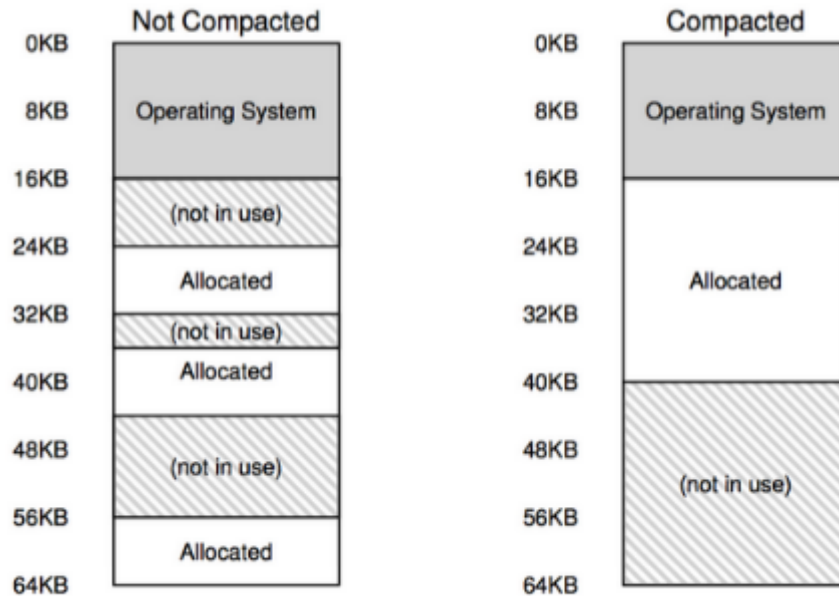 Not Compacted
0KB
8KB
Operating System
16KB
(not in use)
24KB
Allocated
32KB
(not in use)
Allocated
40KB
48KB
(not in use)
56KB
Allocated
64KB
Compacted
0KB
8KB
Operating System
16KB
24KB
Allocated
32KB
40KB
48KB
(not in use)
56KB
64KB